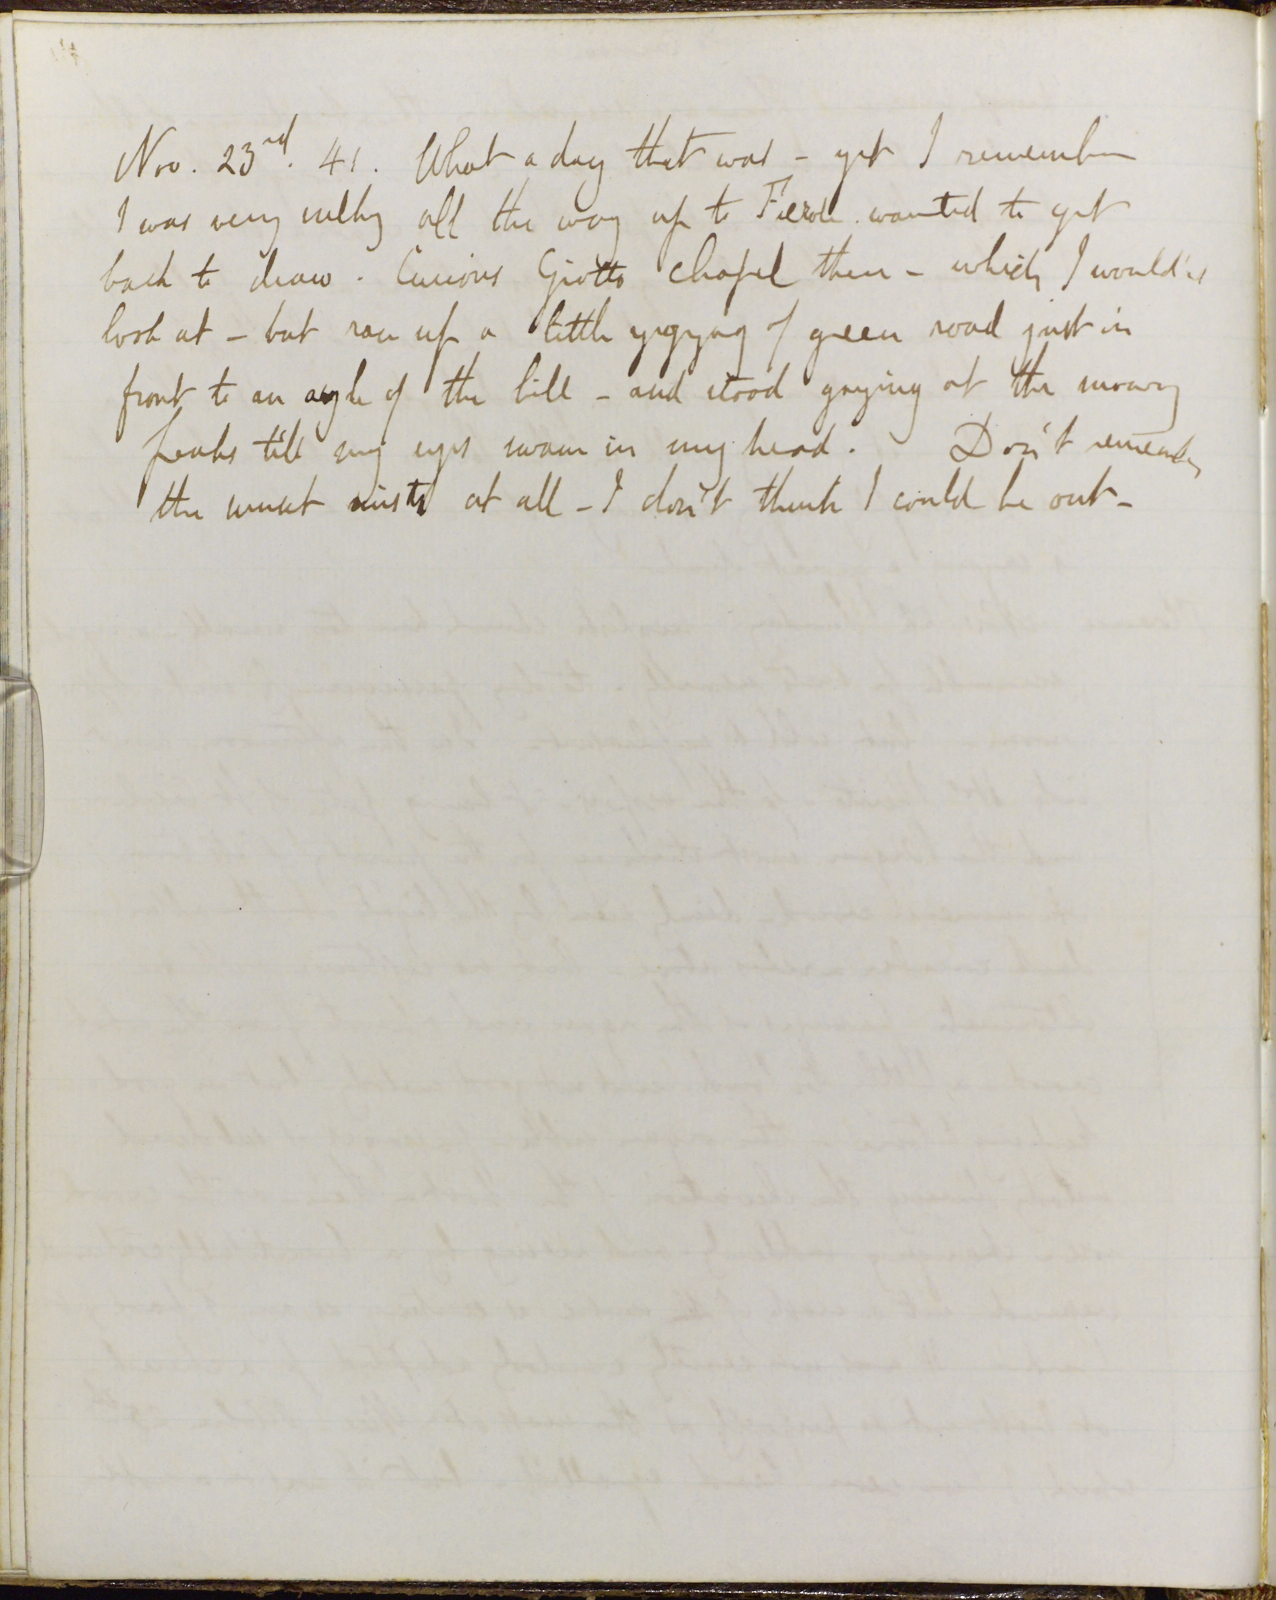 Nov. 23rd. 41. What a day that was - yet I remember
I was very sulky all the way up to Fiesole. wanted to get
back to draw. Curious Giotto chapel there - which I would'nt
look at - but ran up a little zigzag of green road just in
front to an angle of the hill - and stood gazing at the snowy
peaks till my eyes swam in my head. Don't remember
the sunset mists at all - I don't think I could be out -